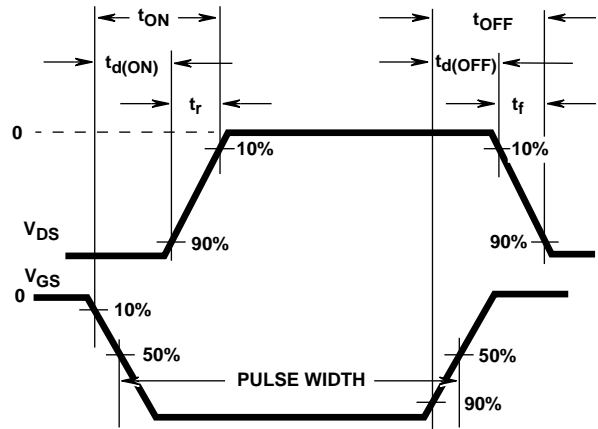 tON tOFF
td(ON) td(OFF)
tr tf
0
10% 10%
VDS 90% 90%
VGS
0
10%
50% 50%
PULSE WIDTH
90%